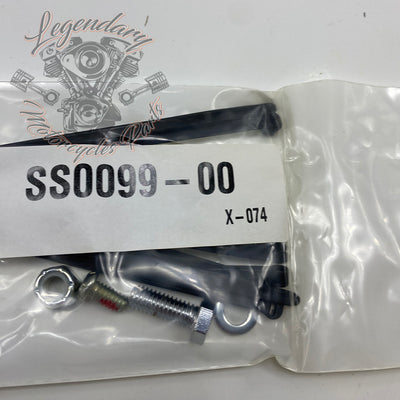 Legendary
Motorcycles Parts
SS0099-00
X-074